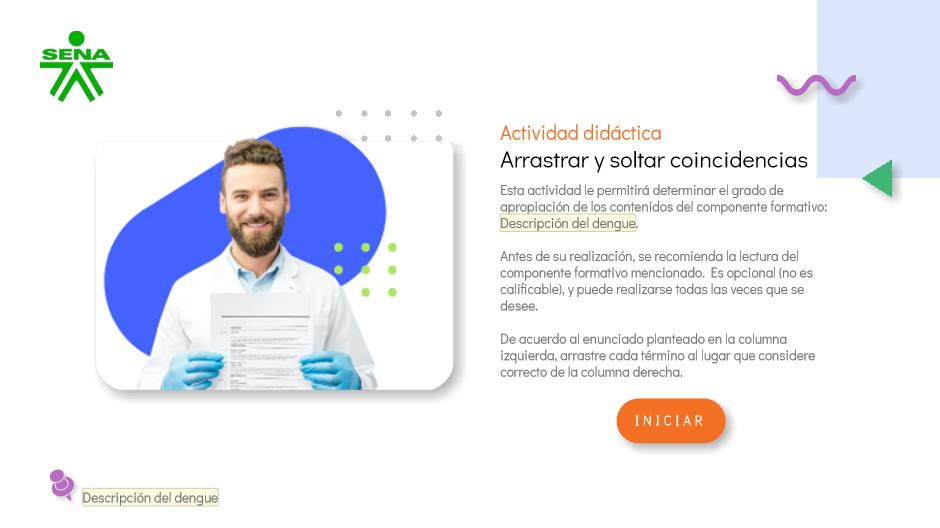 SENA
Actividad didáctica
Arrastrar y soltar coincidencias
Esta actividad le permitirá determinar el grado de
apropiación de los contenidos del componente formativo:
Descripción del dengue.
Antes de su realización, se recomienda la lectura del
componente formativo mencionado. Es opcional (no es
calificable), y puede realizarse todas las veces que se
desee.
De acuerdo al enunciado planteado en la columna
izquierda, arrastre cada término al lugar que considere
correcto de la columna derecha.
INICIAR
Descripción del dengue